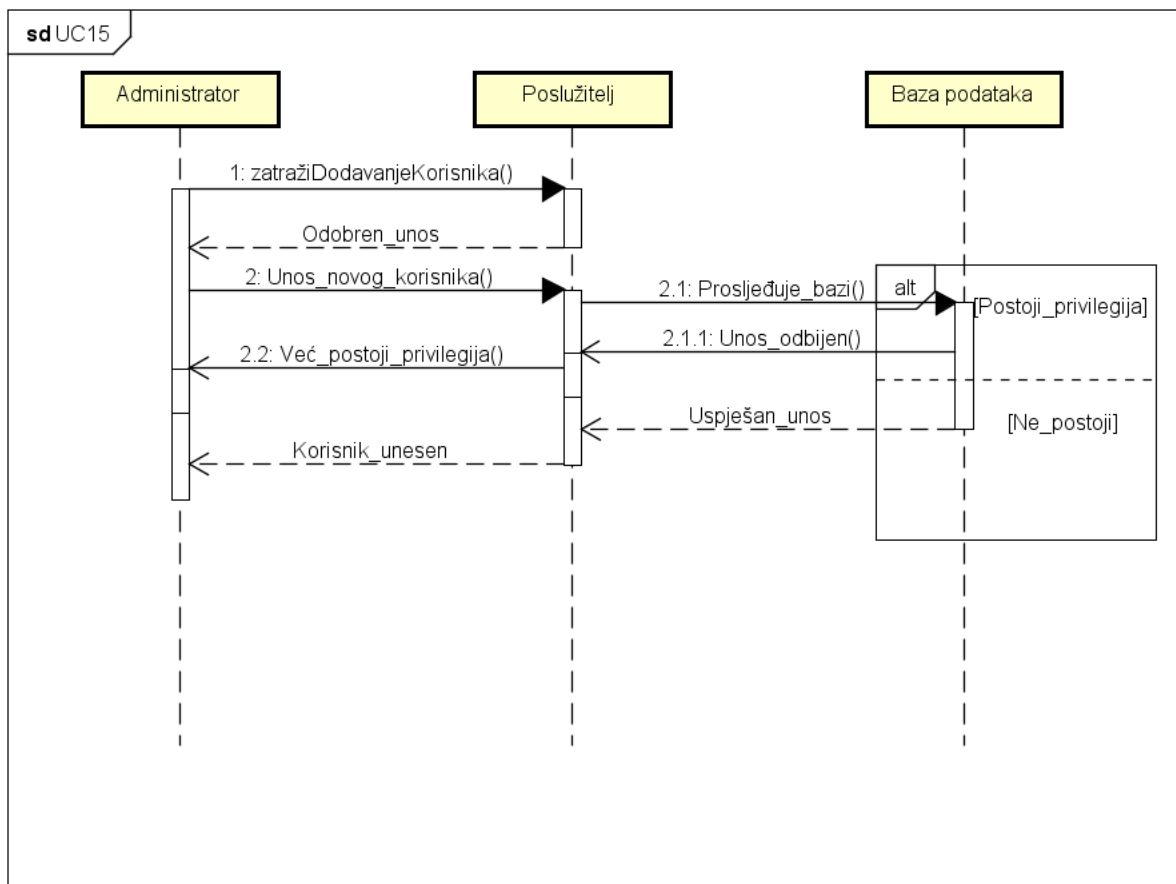 sd UC15
Administrator
Poslužitelj
Baza podataka
1: zatražiDodavanjeKorisnika()
Odobren_unos
2: Unos_novog_korisnika()
2.1: Prosljeđuje_bazi()
alt
[Postoji_privilegija]
2.1.1: Unos_odbijen()
2.2: Već_postoji_privilegija()
Uspješan_unos
[Ne_postoji]
Korisnik_unesen